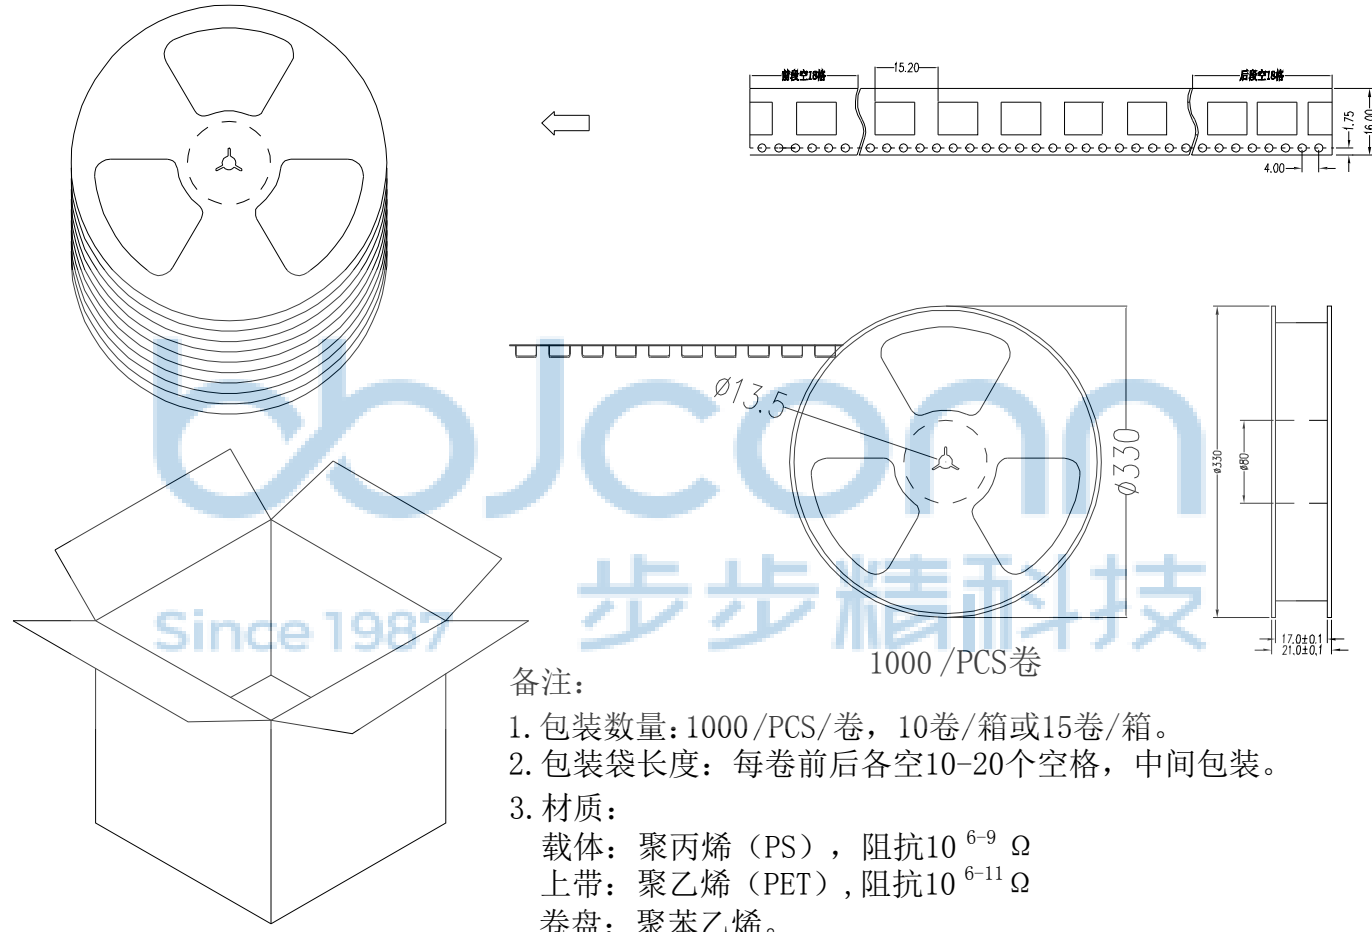 前段空18格
15.20
后段空18格
1.75
16.00
4.00
bbJconn
步步精科技
Since 1987
ø13.5
ø330
ø330
ø80
17.0±0.1
21.0±0.1
1000/PCS卷
备注：
1.包装数量：1000/PCS/卷，10卷/箱或15卷/箱。
2.包装袋长度：每卷前后各空10-20个空格，中间包装。
3.材质：
载体：聚丙烯（PS），阻抗10 6-9 Ω
上带：聚乙烯（PET）,阻抗10 6-11 Ω
卷盘：聚苯乙烯。